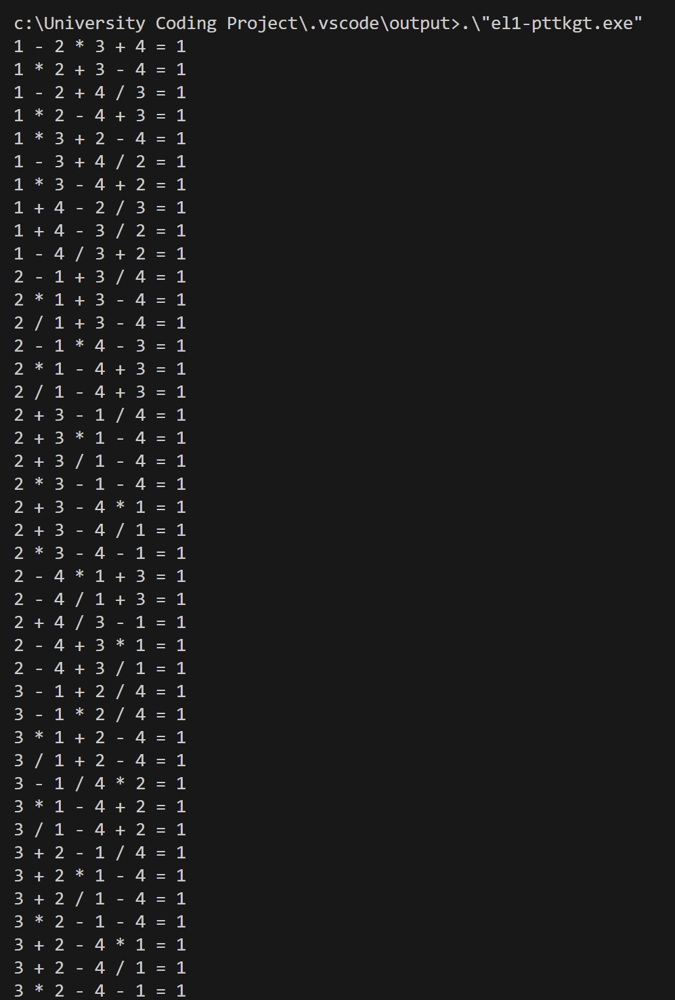 c:\University Coding Project\.vscode\output>.\"el1-pttkgt.exe"
1 - 2 * 3 + 4 = 1
1 * 2 + 3 - 4 = 1
1 - 2 + 4 / 3 = 1
1 * 2 - 4 + 3 = 1
1 * 3 + 2 - 4 = 1
1 - 3 + 4 / 2 = 1
1 * 3 - 4 + 2 = 1
1 + 4 - 2 / 3 = 1
1 + 4 - 3 / 2 = 1
1 - 4 / 3 + 2 = 1
2 - 1 + 3 / 4 = 1
2 * 1 + 3 - 4 = 1
2 / 1 + 3 - 4 = 1
2 - 1 * 4 - 3 = 1
2 * 1 - 4 + 3 = 1
2 / 1 - 4 + 3 = 1
2 + 3 - 1 / 4 = 1
2 + 3 * 1 - 4 = 1
2 + 3 / 1 - 4 = 1
2 * 3 - 1 - 4 = 1
2 + 3 - 4 * 1 = 1
2 + 3 - 4 / 1 = 1
2 * 3 - 4 - 1 = 1
2 - 4 * 1 + 3 = 1
2 - 4 / 1 + 3 = 1
2 + 4 / 3 - 1 = 1
2 - 4 + 3 * 1 = 1
2 - 4 + 3 / 1 = 1
3 - 1 + 2 / 4 = 1
3 - 1 * 2 / 4 = 1
3 * 1 + 2 - 4 = 1
3 / 1 + 2 - 4 = 1
3 - 1 / 4 * 2 = 1
3 * 1 - 4 + 2 = 1
3 / 1 - 4 + 2 = 1
3 + 2 - 1 / 4 = 1
3 + 2 * 1 - 4 = 1
3 + 2 / 1 - 4 = 1
3 * 2 - 1 - 4 = 1
3 + 2 - 4 * 1 = 1
3 + 2 - 4 / 1 = 1
3 * 2 - 4 - 1 = 1